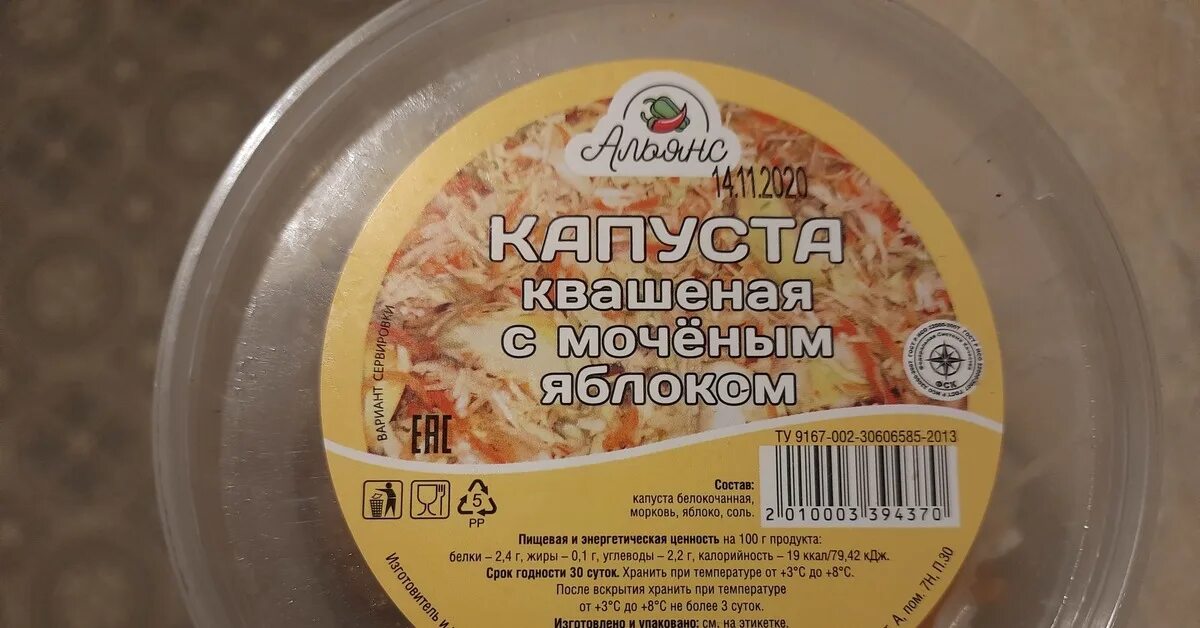 Альянс
14.11.2020
КАПУСТА
квашеная
с мочёным
яблоком
ВАРИАНТ СЕРВИРОВКИ
ЕАС
ФСК
ТУ 9167-002-30606585-2013
5
PP
Состав:
капуста белокочанная,
морковь, яблоко, соль.
2 010003 394370
Пищевая и энергетическая ценность на 100 г продукта:
белки – 2,4 г, жиры – 0,1 г, углеводы – 2,2 г, калорийность – 19 ккал/79,42 кДж.
Срок годности 30 суток. Хранить при температуре от +3°С до +8°С.
После вскрытия хранить при температуре
от +3°С до +8°С не более 3 суток.
Изготовлено и упаковано: см. на этикетке.
Изготовитель и
А, пом. 7Н, П.30